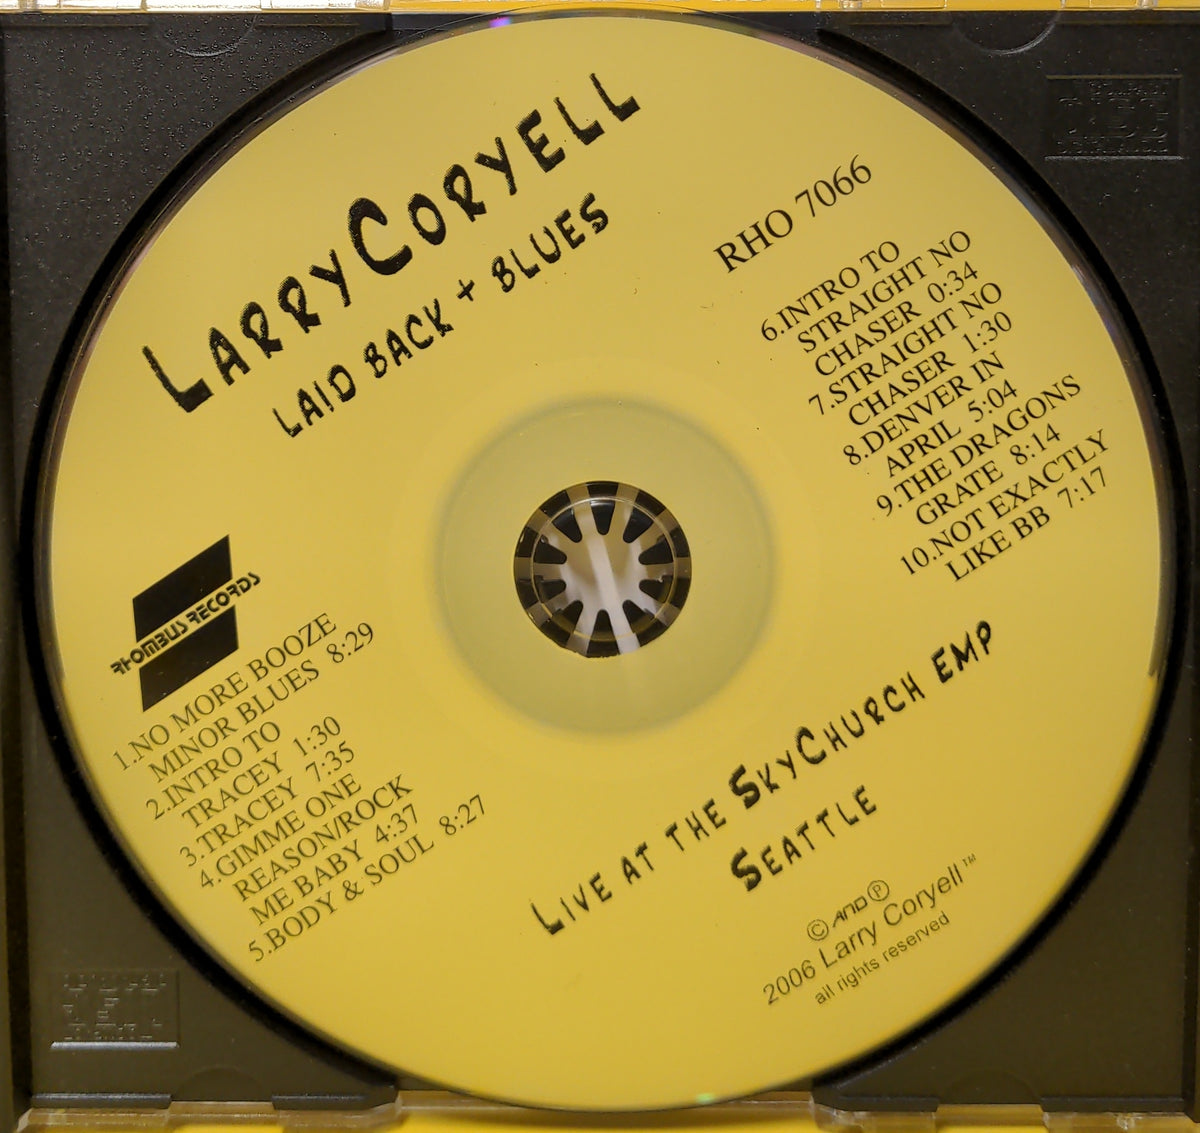 LARRY CORYELL
LAID BACK + BLUES
RHO 7066
RHOMBUS RECORDS
1.NO MORE BOOZE
MINOR BLUES 8:29
2.INTRO TO
TRACEY 1:30
3.TRACEY 7:35
4.GIMME ONE
REASON/ROCK
ME BABY 4:37
5.BODY & SOUL 8:27
6.INTRO TO
STRAIGHT NO
CHASER 0:34
7.STRAIGHT NO
CHASER 1:30
8.DENVER IN
APRIL 5:04
9.THE DRAGONS
GRATE 8:14
10.NOT EXACTLY
LIKE BB 7:17
LIVE AT THE SKYCHURCH EMP
SEATTLE
© AND ℗
2006 Larry Coryell™
all rights reserved